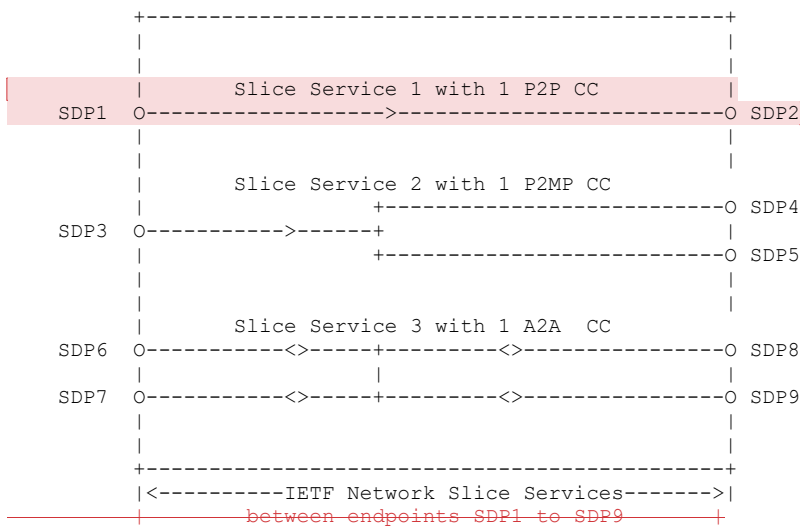 +--------------------------------------------------+
|                                                  |
|                                                  |
|        Slice Service 1 with 1 P2P CC             |
SDP1  O--------------------->----------------------------O SDP2
|                                                  |
|                                                  |
|        Slice Service 2 with 1 P2MP CC
|                    +-----------------------------O SDP4
SDP3  O------------>-------+                             |
|                    +-----------------------------O SDP5
|                                                  |
|                                                  |
|        Slice Service 3 with 1 A2A  CC
SDP6  O------------<>------+----------<>-----------------O SDP8
|                    |                             |
SDP7  O------------<>------+----------<>-----------------O SDP9
|                                                  |
|                                                  |
+--------------------------------------------------+
|<----------IETF Network Slice Services------->|
|         between endpoints SDP1 to SDP9        |